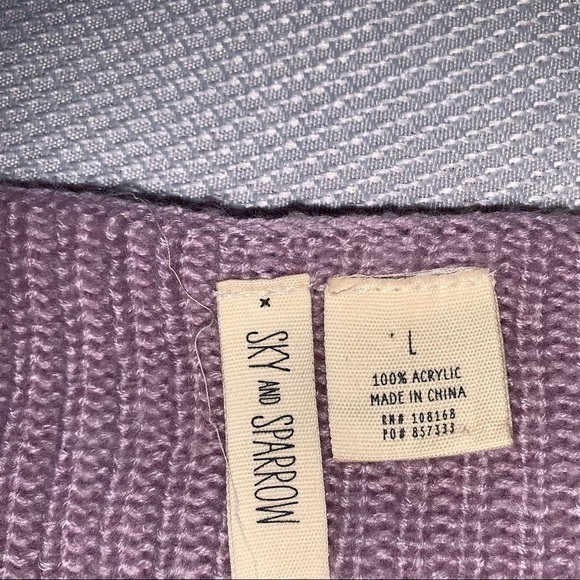 × SKY AND SPARROW
L
100% ACRYLIC
MADE IN CHINA
RN# 108168
PO# 857333